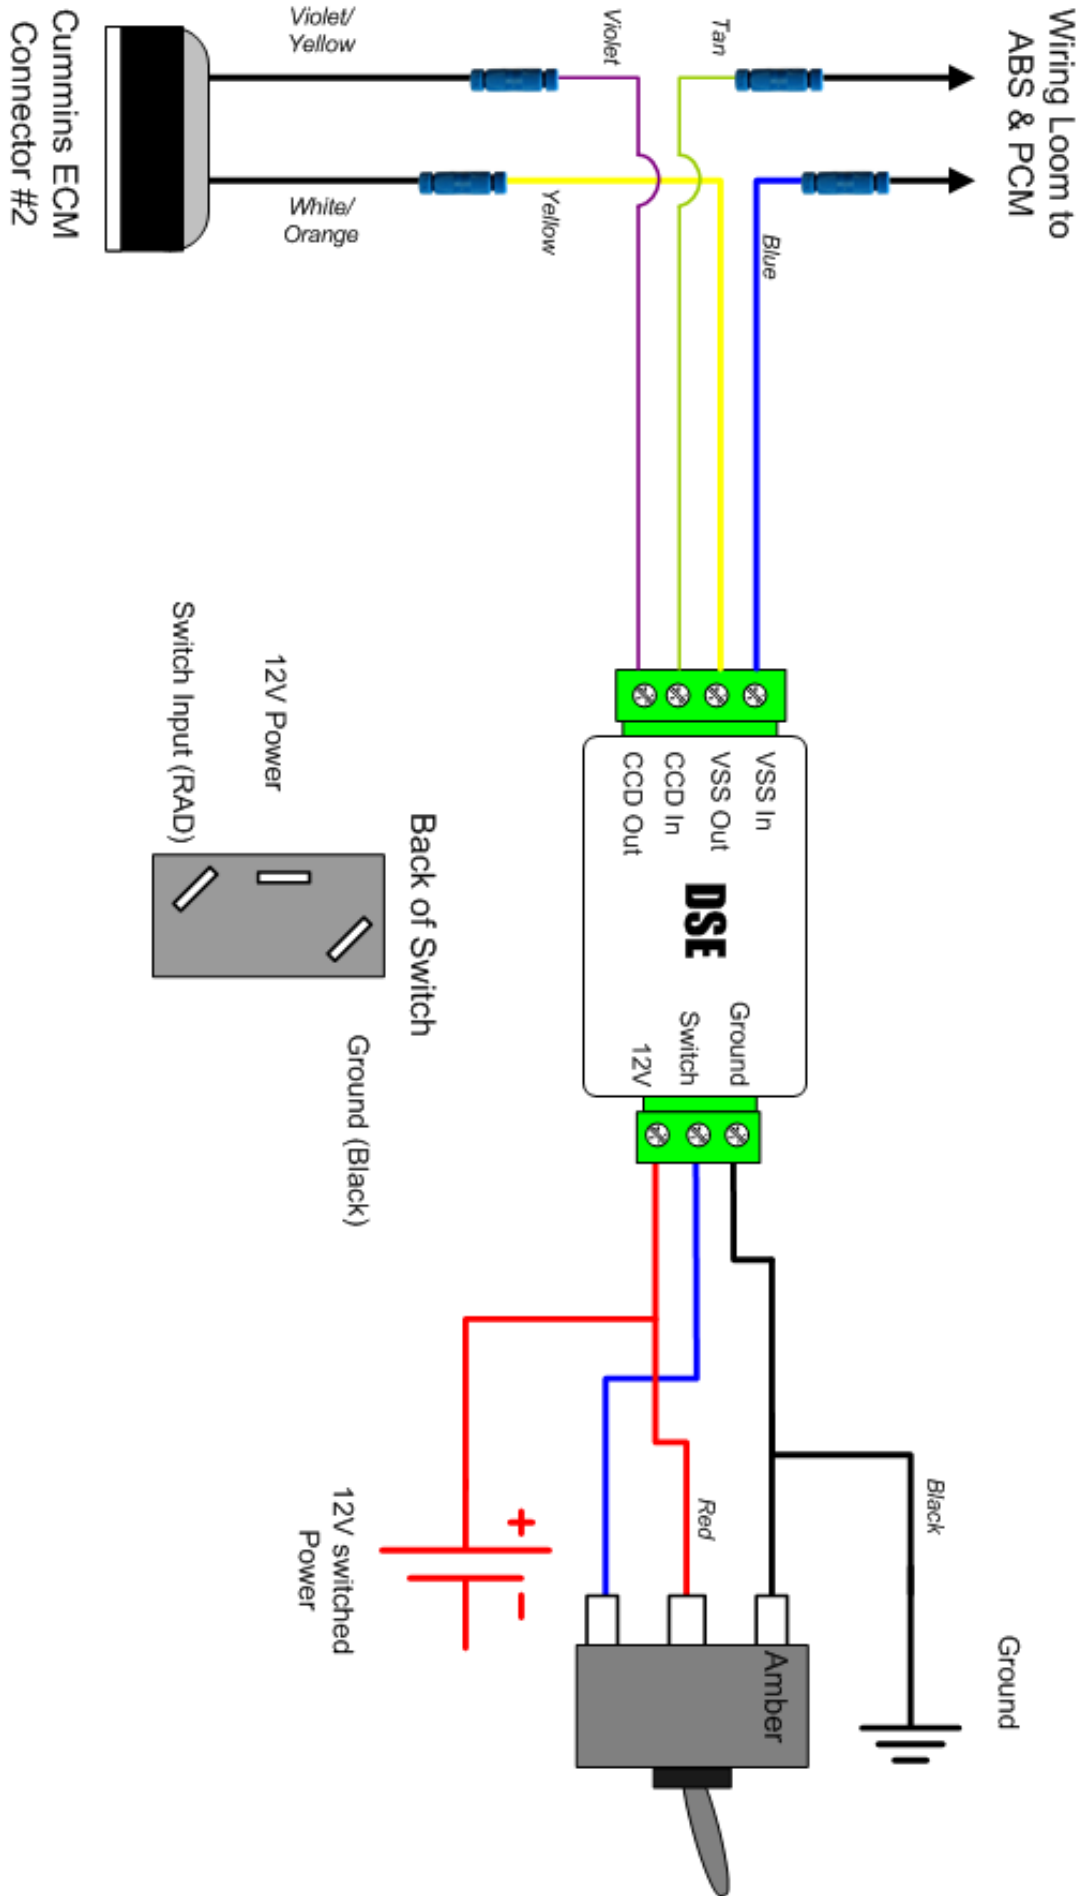 Wiring Loom to
ABS & PCM
Cummins ECM
Connector #2
Violet/
Yellow
Violet
Tan
White/
Orange
Yellow
Blue
VSS In
VSS Out
CCD In
CCD Out
DSE
Ground
Switch
12V
Back of Switch
12V Power
Switch Input (RAD)
Ground (Black)
Black
Red
+
-
12V switched
Power
Amber
Ground